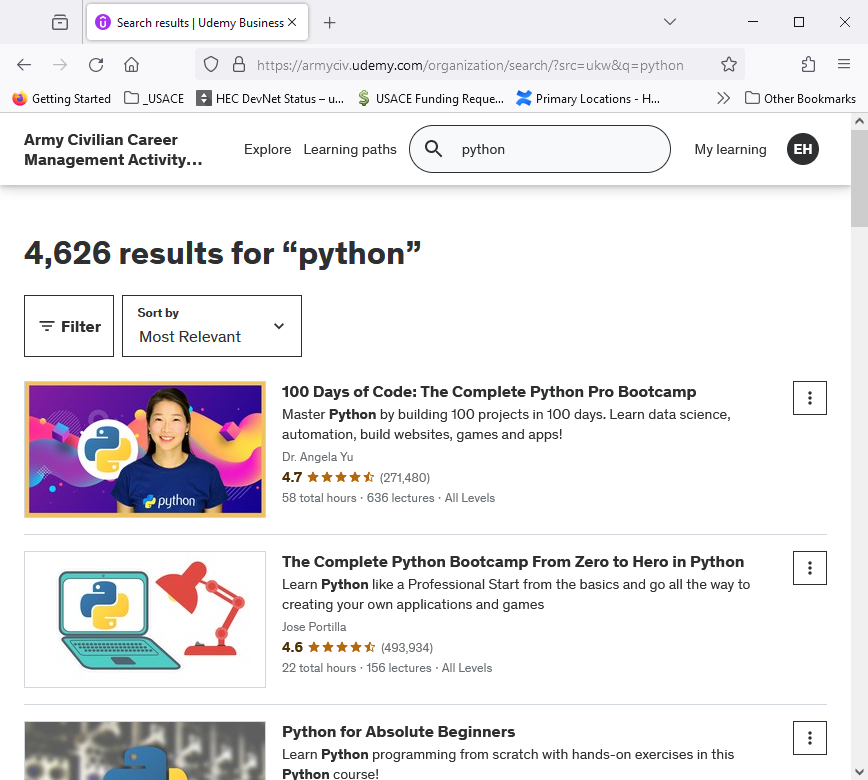 Search results | Udemy Business
https://armyciv.udemy.com/organization/search/?src=ukw&q=python
Getting Started
_USACE
HEC DevNet Status – u...
USACE Funding Reque...
Primary Locations - H...
Other Bookmarks
Army Civilian Career
Management Activity...
Explore
Learning paths
python
My learning
EH
4,626 results for “python”
Filter
Sort by
Most Relevant
python
100 Days of Code: The Complete Python Pro Bootcamp
Master Python by building 100 projects in 100 days. Learn data science,
automation, build websites, games and apps!
Dr. Angela Yu
4.7 (271,480)
58 total hours · 636 lectures · All Levels
The Complete Python Bootcamp From Zero to Hero in Python
Learn Python like a Professional Start from the basics and go all the way to
creating your own applications and games
Jose Portilla
4.6 (493,934)
22 total hours · 156 lectures · All Levels
Python for Absolute Beginners
Learn Python programming from scratch with hands-on exercises in this
Python course!